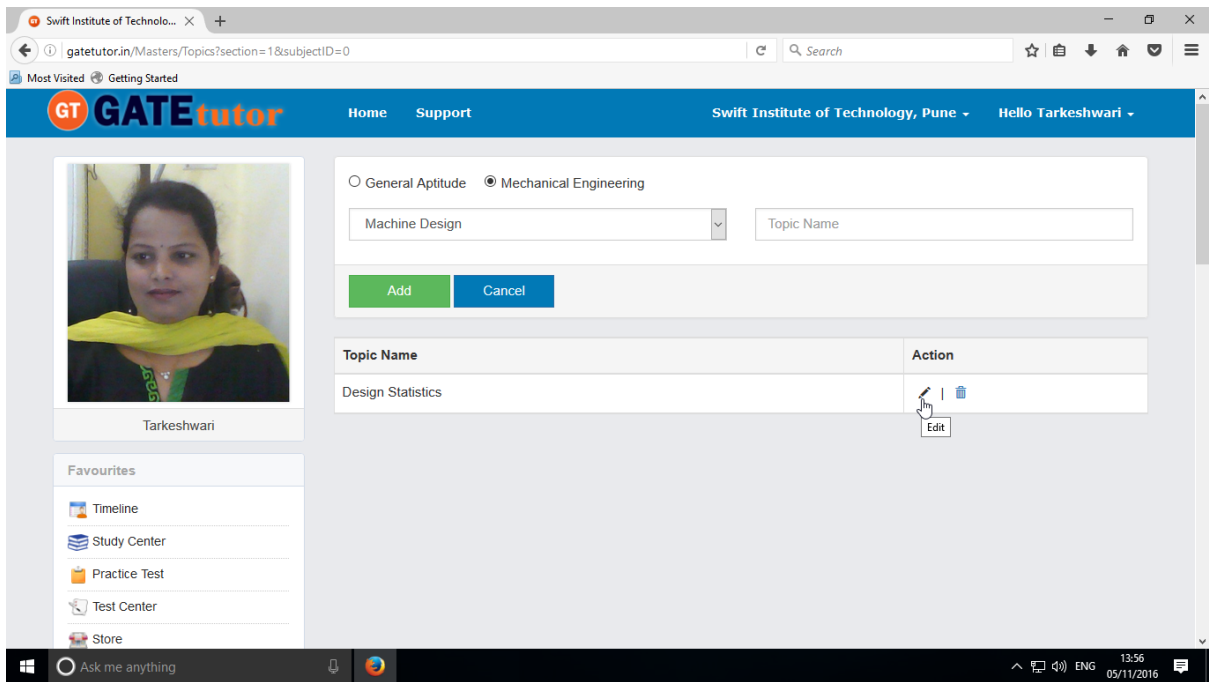 Swift Institute of Technolo...
gatetutor.in/Masters/Topics?section=1&subjectID=0
Search
Most Visited Getting Started
GT GATEtutor
Home Support Swift Institute of Technology, Pune Hello Tarkeshwari
General Aptitude Mechanical Engineering
Machine Design Topic Name
Add Cancel
Topic Name Action
Design Statistics |
Edit
Tarkeshwari
Favourites
Timeline
Study Center
Practice Test
Test Center
Store
Ask me anything ENG 13:56
05/11/2016